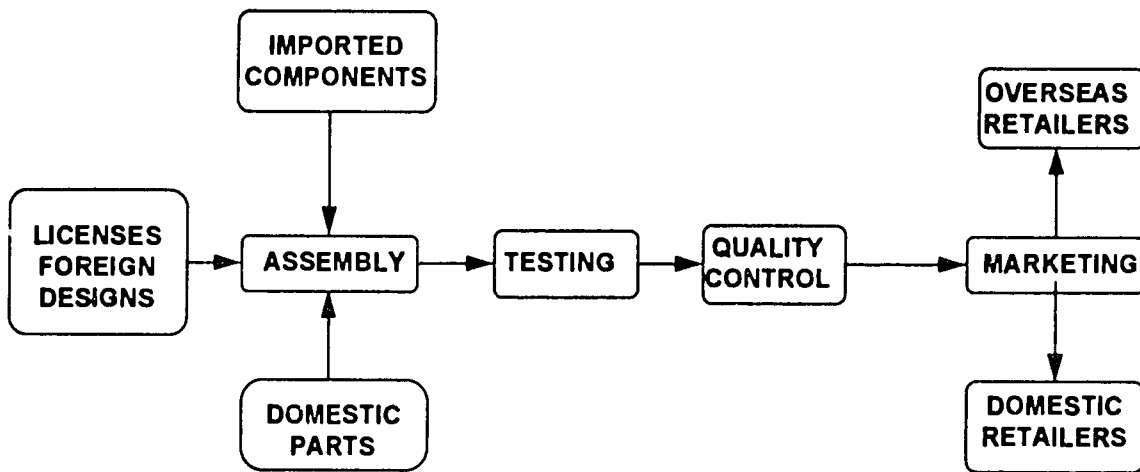 IMPORTED
COMPONENTS
OVERSEAS
RETAILERS
LICENSES
FOREIGN
DESIGNS
ASSEMBLY
TESTING
QUALITY
CONTROL
MARKETING
DOMESTIC
PARTS
DOMESTIC
RETAILERS